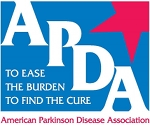 APDA
TO EASE
THE BURDEN
TO FIND THE CURE
American Parkinson Disease Association